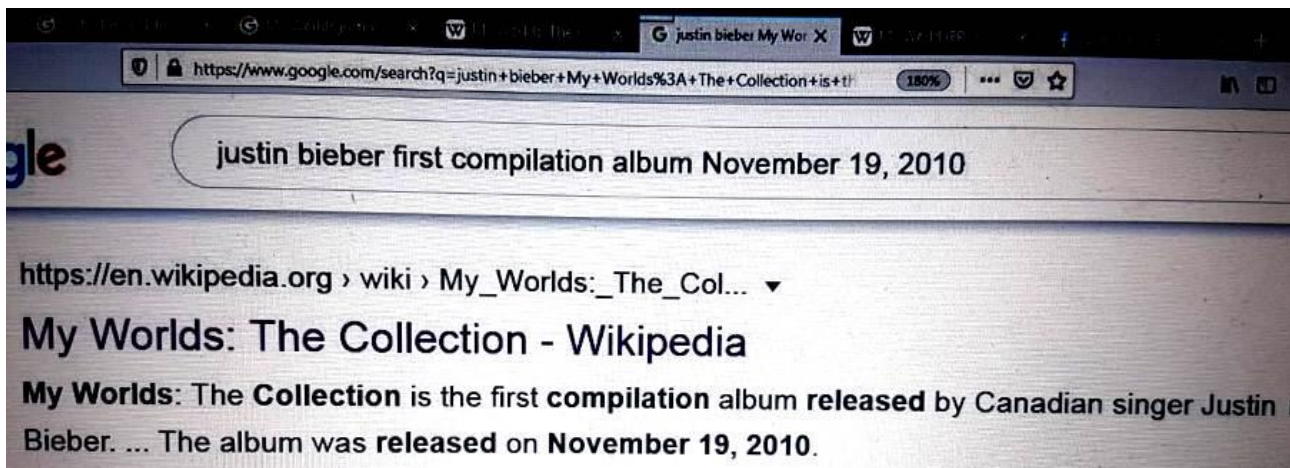 justin bieber My Wor
https://www.google.com/search?q=justin+bieber+My+Worlds%3A+The+Collection+is+th
180%
gle
justin bieber first compilation album November 19, 2010
https://en.wikipedia.org › wiki › My_Worlds:_The_Col...
My Worlds: The Collection - Wikipedia
My Worlds: The Collection is the first compilation album released by Canadian singer Justin
Bieber. ... The album was released on November 19, 2010.